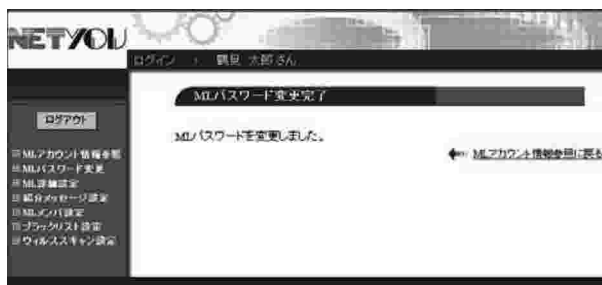 NETYOU
ログイン › 鶴見 太郎 さん
MLパスワード変更完了
ログアウト
MLパスワードを変更しました。
MLアカウント情報参照に戻る
MLアカウント情報参照
MLパスワード変更
ML詳細設定
紹介メッセージ設定
MLメンバ設定
ブラックリスト設定
ウィルススキャン設定